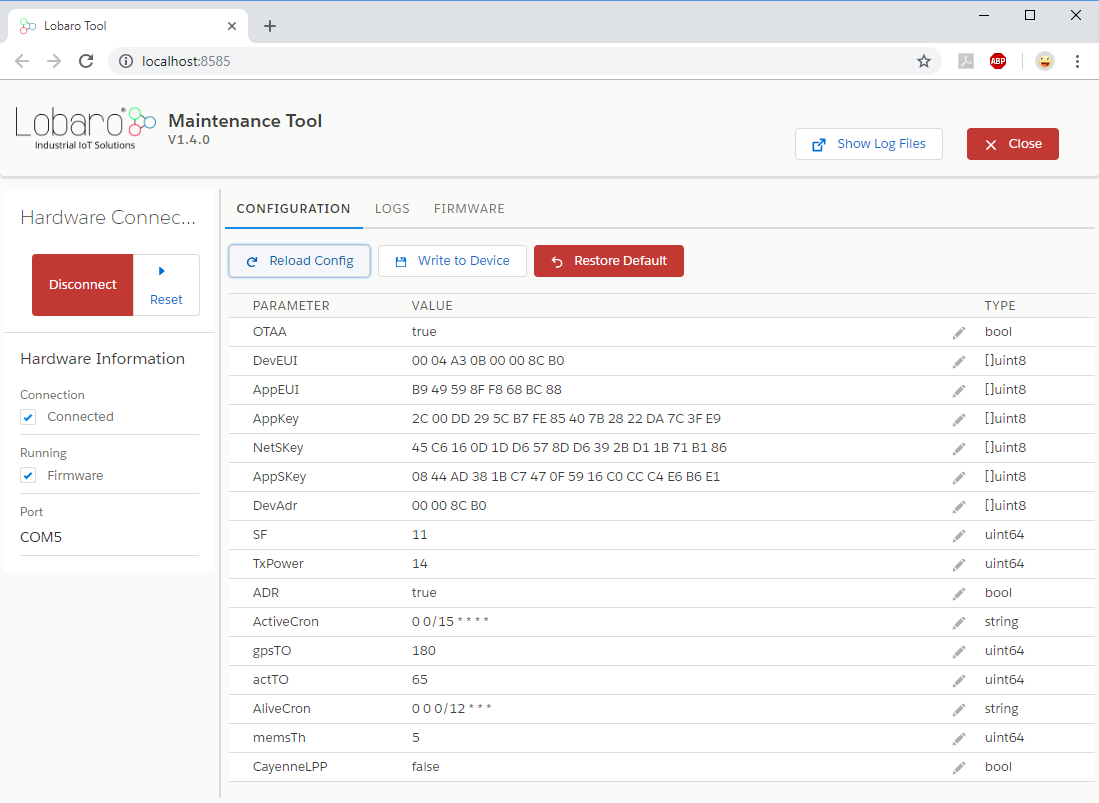 Lobaro Tool
localhost:8585
ABP
Lobaro®
Industrial IoT Solutions
Maintenance Tool
V1.4.0
Show Log Files
Close
Hardware Connec...
Disconnect
Reset
Hardware Information
Connection
Connected
Running
Firmware
Port
COM5
CONFIGURATION LOGS FIRMWARE
Reload Config Write to Device Restore Default
PARAMETER VALUE TYPE
OTAA true bool
DevEUI 00 04 A3 0B 00 00 8C B0 []uint8
AppEUI B9 49 59 8F F8 68 BC 88 []uint8
AppKey 2C 00 DD 29 5C B7 FE 85 40 7B 28 22 DA 7C 3F E9 []uint8
NetSKey 45 C6 16 0D 1D D6 57 8D D6 39 2B D1 1B 71 B1 86 []uint8
AppSKey 08 44 AD 38 1B C7 47 0F 59 16 C0 CC C4 E6 B6 E1 []uint8
DevAdr 00 00 8C B0 []uint8
SF 11 uint64
TxPower 14 uint64
ADR true bool
ActiveCron 0 0/15 * * * * string
gpsTO 180 uint64
actTO 65 uint64
AliveCron 0 0 0/12 * * * string
memsTh 5 uint64
CayenneLPP false bool